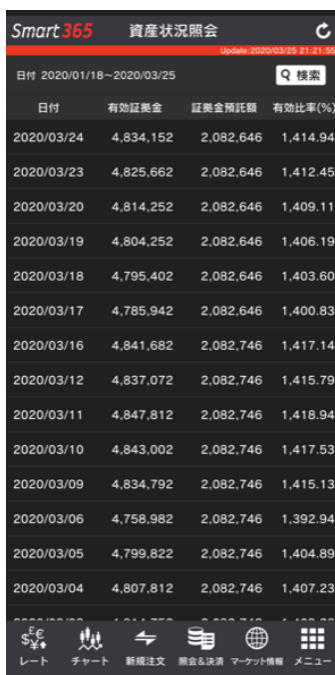 Smart 365 資産状況照会
Update:2020/03/25 21:21:55
日付 2020/01/18~2020/03/25 検索
日付 有効証拠金 証拠金預託額 有効比率(%)
2020/03/24 4,834,152 2,082,646 1,414.94
2020/03/23 4,825,662 2,082,646 1,412.45
2020/03/20 4,814,252 2,082,646 1,409.11
2020/03/19 4,804,252 2,082,646 1,406.19
2020/03/18 4,795,402 2,082,646 1,403.60
2020/03/17 4,785,942 2,082,646 1,400.83
2020/03/16 4,841,682 2,082,746 1,417.14
2020/03/12 4,837,072 2,082,746 1,415.79
2020/03/11 4,847,812 2,082,746 1,418.94
2020/03/10 4,843,002 2,082,746 1,417.53
2020/03/09 4,834,792 2,082,746 1,415.13
2020/03/06 4,758,982 2,082,746 1,392.94
2020/03/05 4,799,822 2,082,746 1,404.89
2020/03/04 4,807,812 2,082,746 1,407.23
レート チャート 新規注文 照会&決済 マーケット情報 メニュー